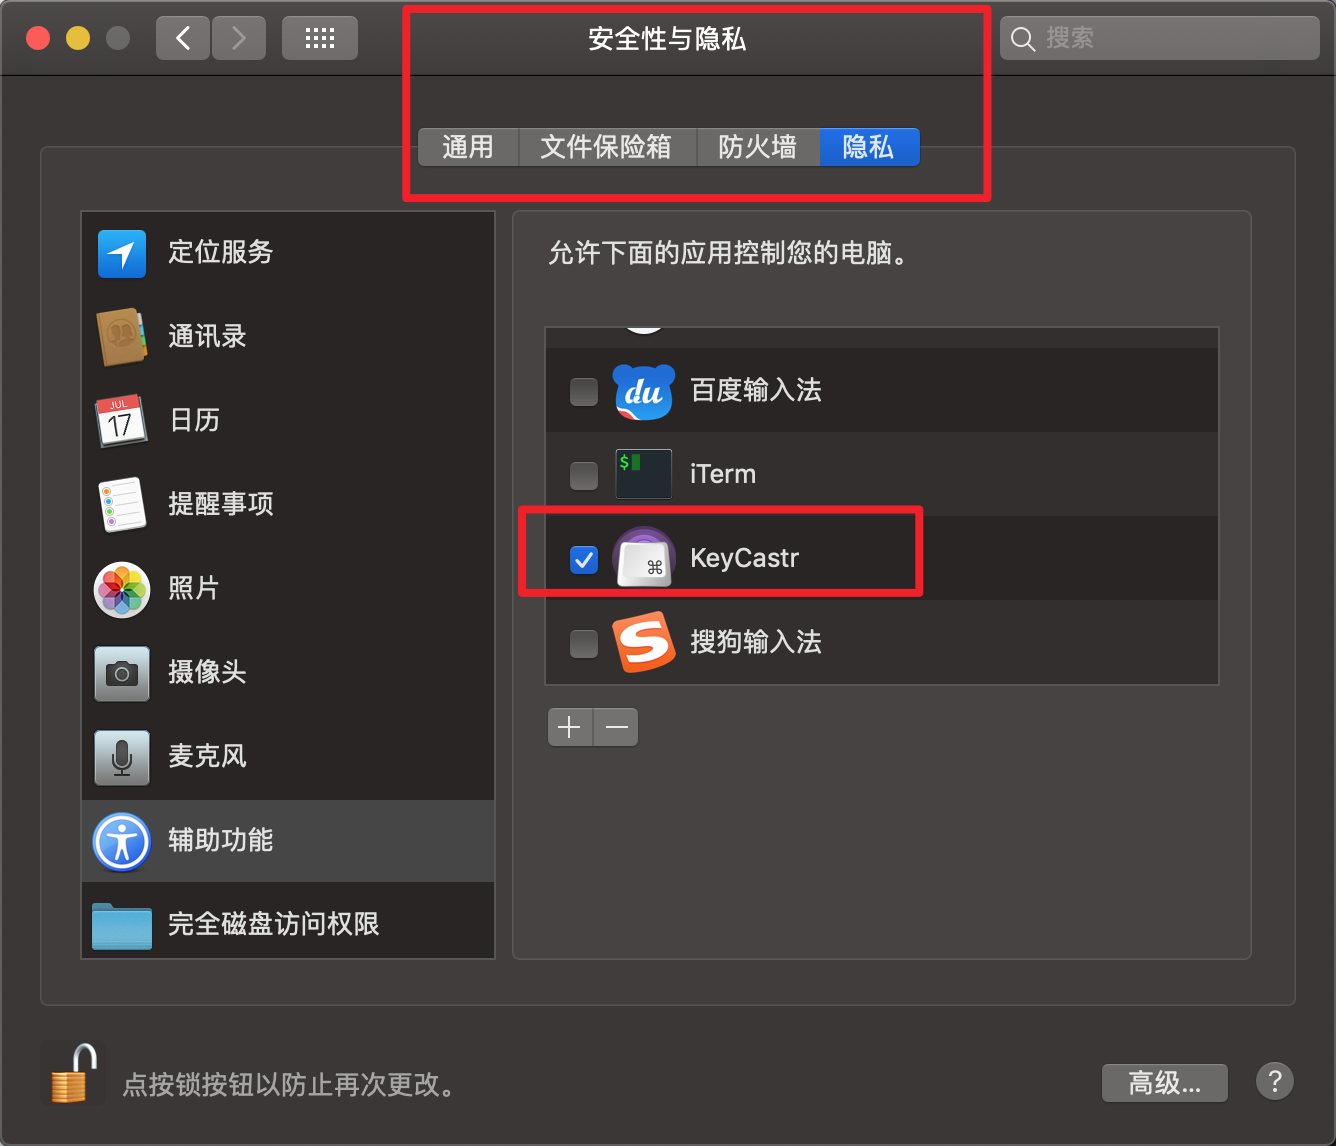 安全性与隐私
搜索
通用 文件保险箱 防火墙 隐私
定位服务
通讯录
JUL
17
日历
提醒事项
照片
摄像头
麦克风
辅助功能
完全磁盘访问权限
允许下面的应用控制您的电脑。
du 百度输入法
$ iTerm
⌘ KeyCastr
S 搜狗输入法
点按锁按钮以防止再次更改。
高级... ?